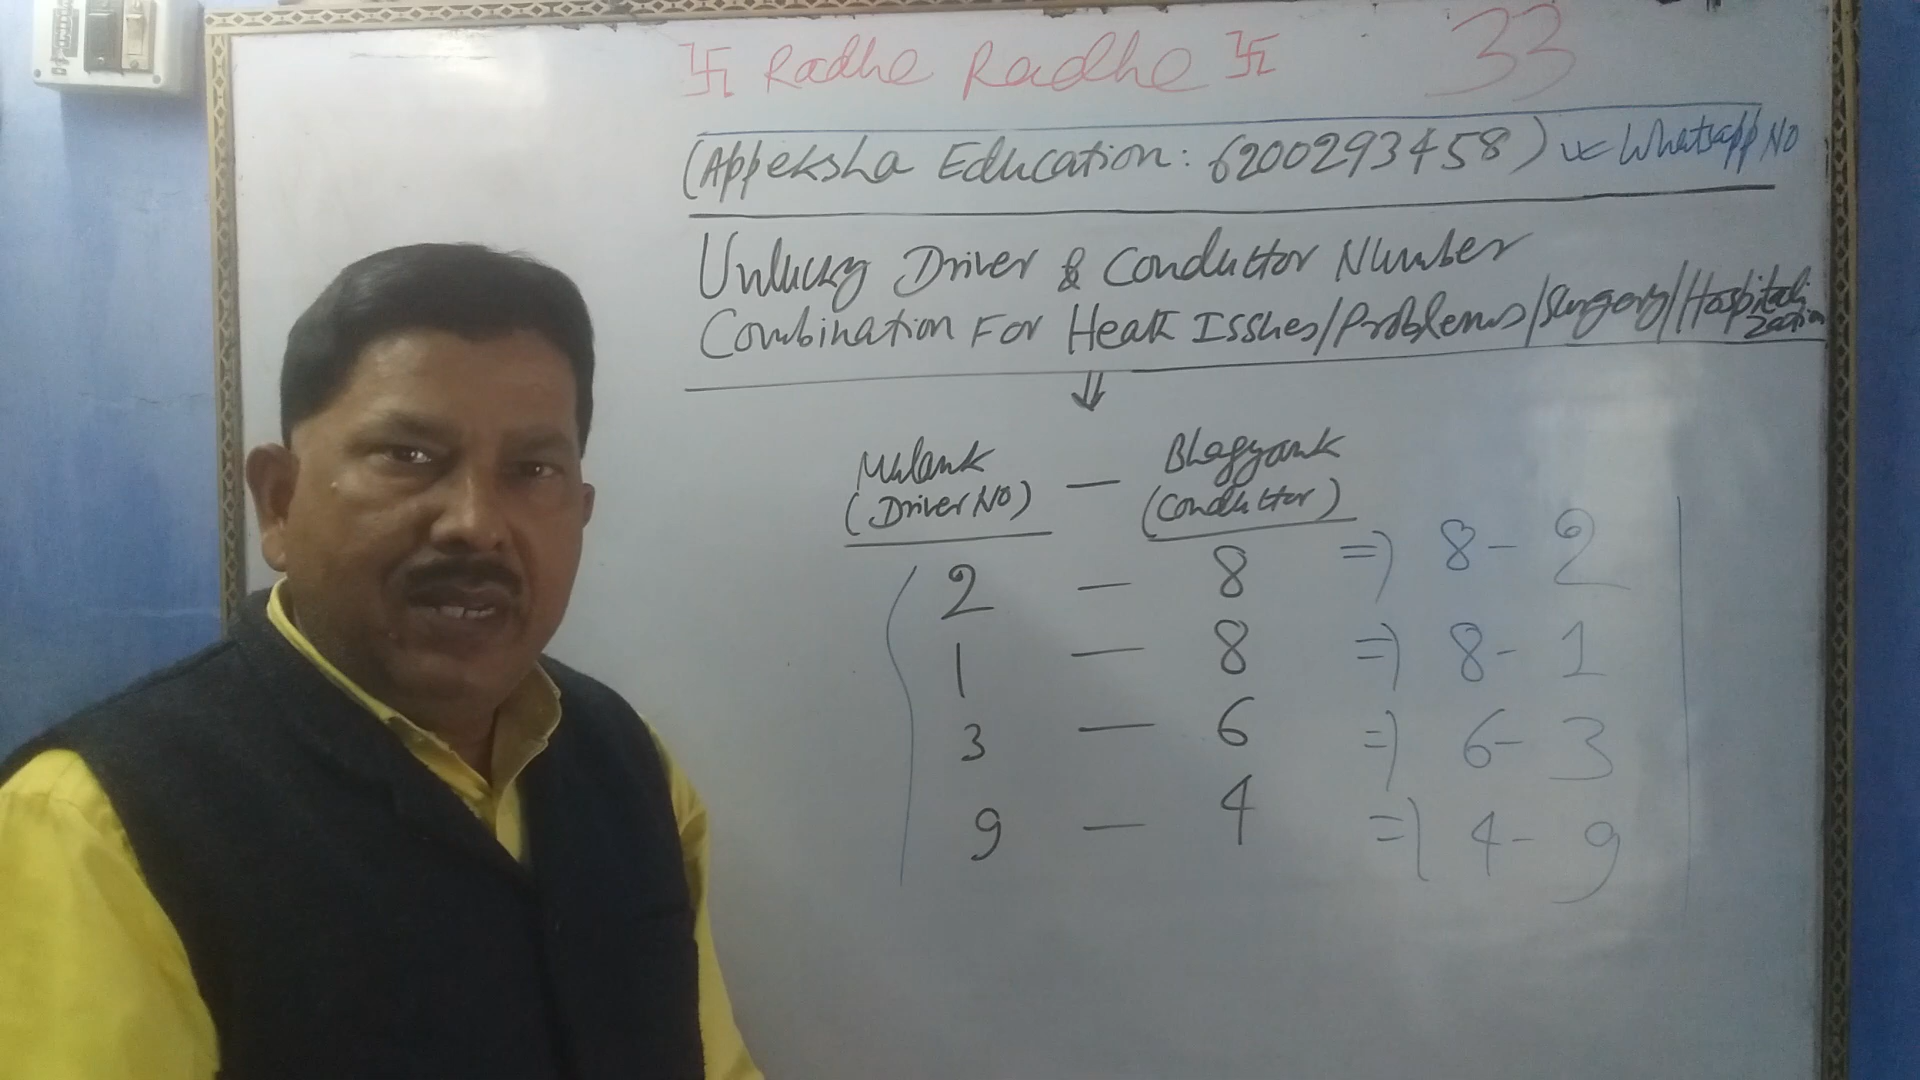 卐 Radhe Radhe 卐 33
(Appeksha Education: 6200293458) Whatsapp NO
Unlucky Driver & Conductor Number
Combination For Healt Isshes/Problems/Surgery/Hospitalization
⇓
Mulank — Bhagyank
(Driver NO) (Conductor)
2 — 8 => 8 - 2
1 — 8 => 8 - 1
3 — 6 => 6 - 3
9 — 4 => 4 - 9